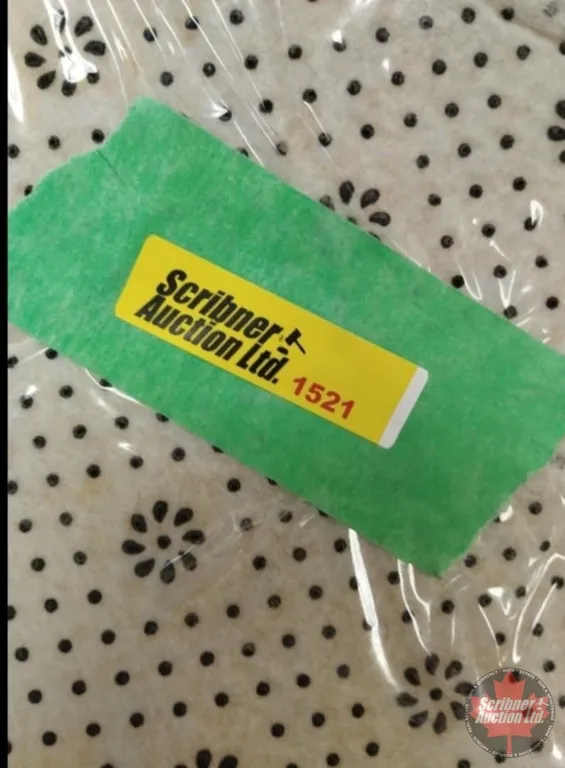 Scribner
Auction Ltd.
1521
Scribner
Auction Ltd.